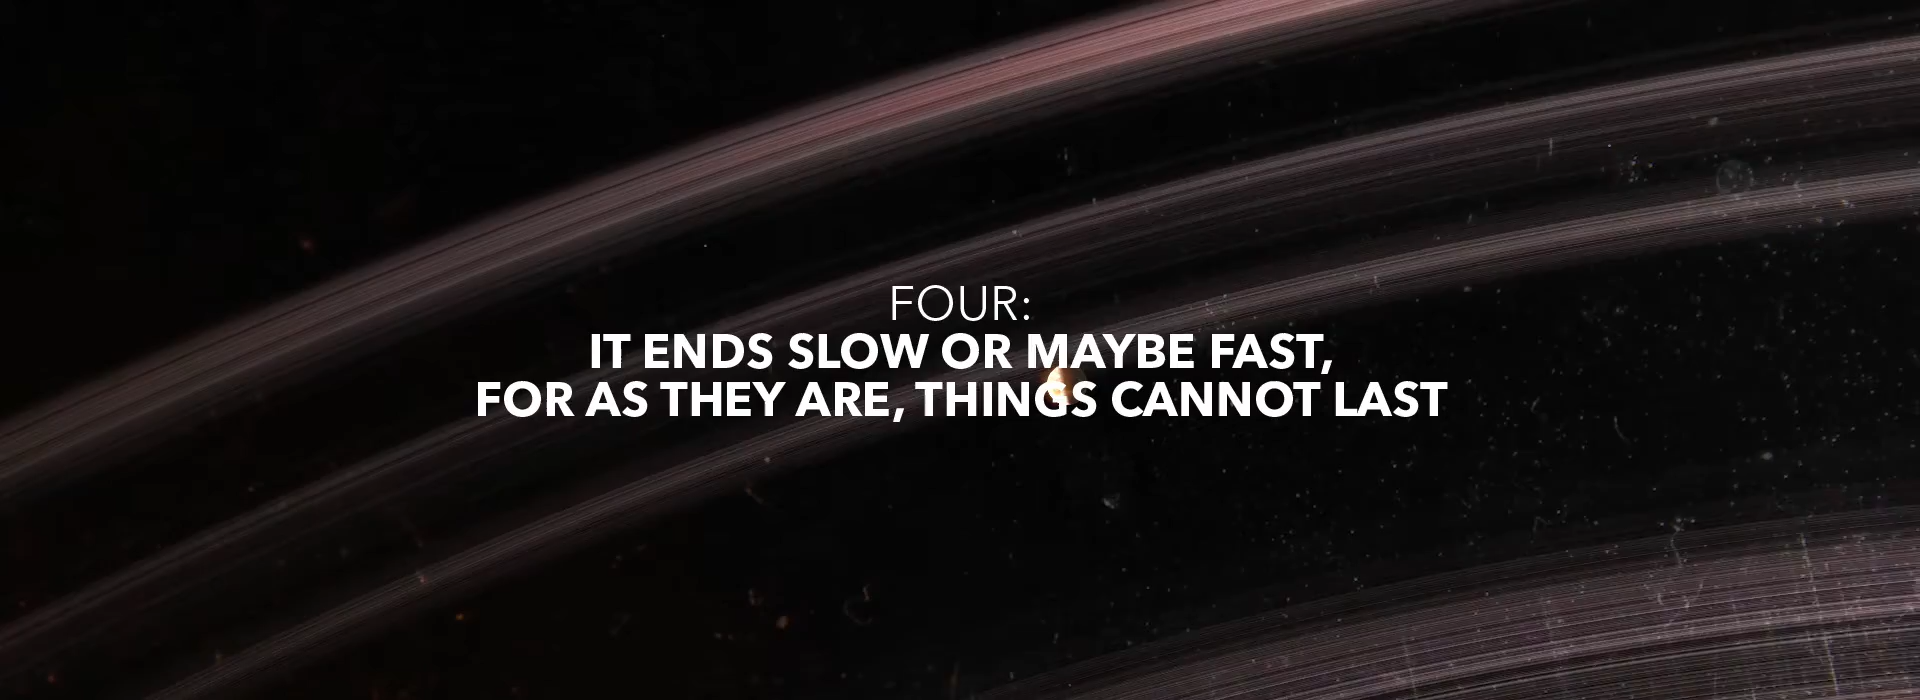 FOUR:
IT ENDS SLOW OR MAYBE FAST,
FOR AS THEY ARE, THINGS CANNOT LAST